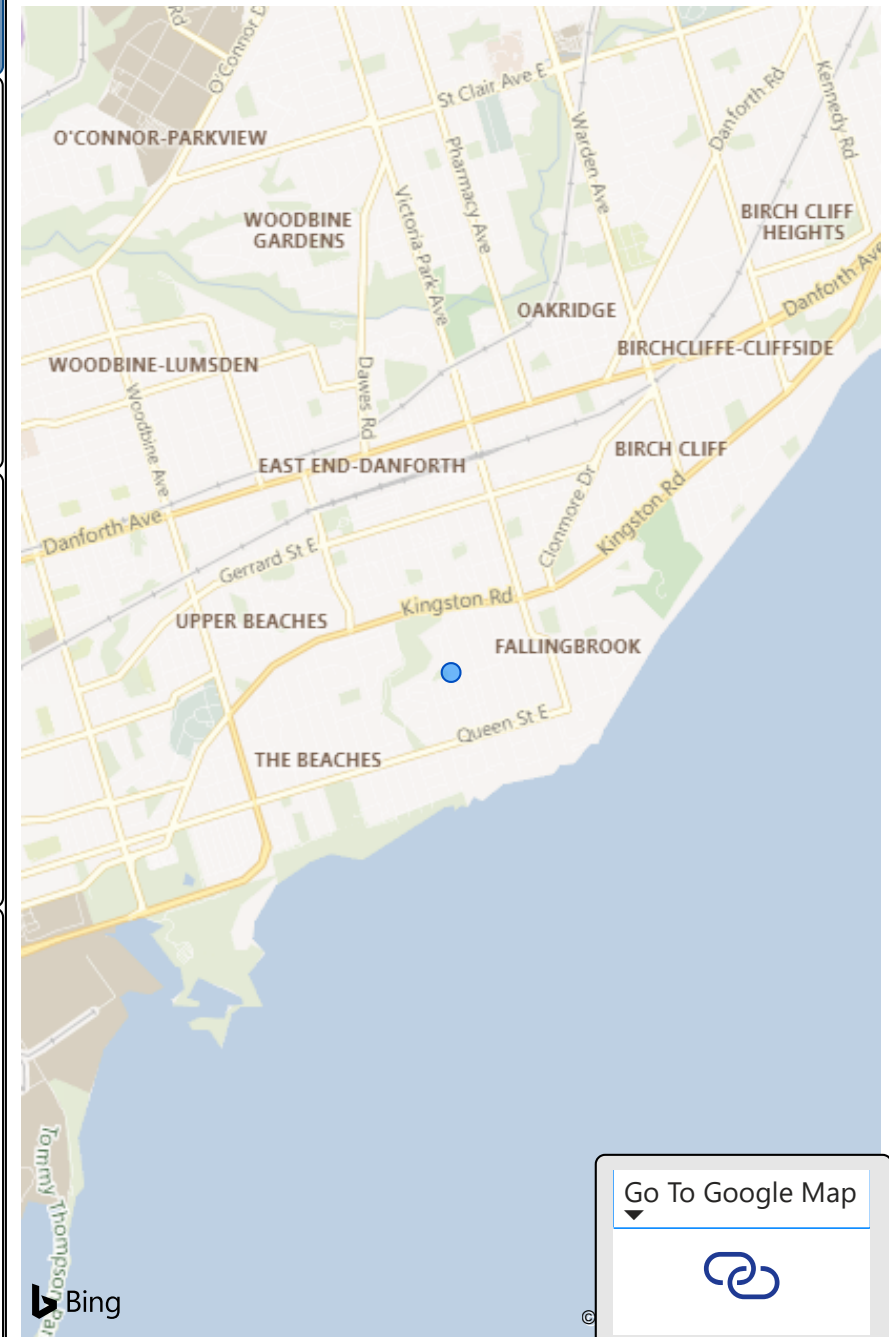 Rd
O'Connor D
St Clair Ave E
Danforth Rd
Kennedy Rd
O'CONNOR-PARKVIEW
Warden Ave
Pharmacy Ave
WOODBINE
GARDENS
Victoria Park Ave
BIRCH CLIFF
HEIGHTS
Danforth Ave
OAKRIDGE
BIRCHCLIFFE-CLIFFSIDE
WOODBINE-LUMSDEN
Dawes Rd
Woodbine Ave
BIRCH CLIFF
EAST END-DANFORTH
Clonmore Dr
Kingston Rd
Danforth Ave
Gerrard St E
Kingston Rd
UPPER BEACHES
FALLINGBROOK
Queen St E
THE BEACHES
Tommy Thompson Par
Go To Google Map
Bing
©